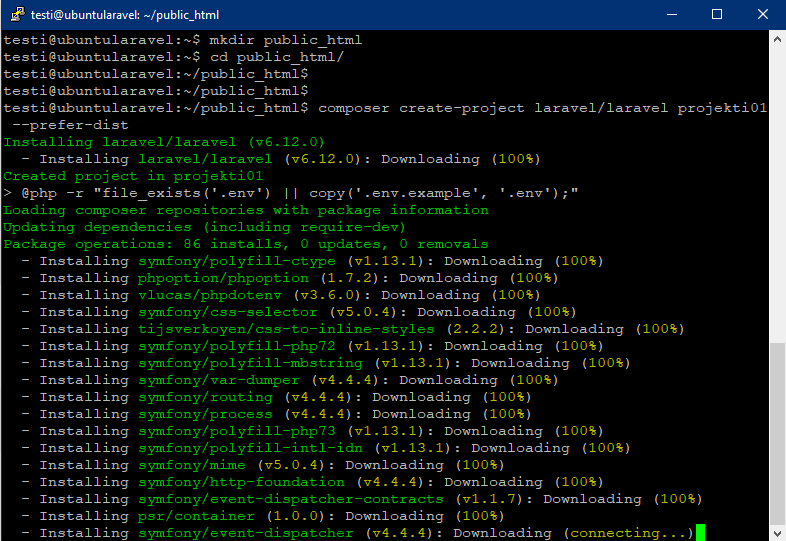 testi@ubuntularavel: ~/public_html
testi@ubuntularavel:~$ mkdir public_html
testi@ubuntularavel:~$ cd public_html/
testi@ubuntularavel:~/public_html$
testi@ubuntularavel:~/public_html$
testi@ubuntularavel:~/public_html$ composer create-project laravel/laravel projekti01
 --prefer-dist
Installing laravel/laravel (v6.12.0)
  - Installing laravel/laravel (v6.12.0): Downloading (100%)
Created project in projekti01
> @php -r "file_exists('.env') || copy('.env.example', '.env');"
Loading composer repositories with package information
Updating dependencies (including require-dev)
Package operations: 86 installs, 0 updates, 0 removals
  - Installing symfony/polyfill-ctype (v1.13.1): Downloading (100%)
  - Installing phpoption/phpoption (1.7.2): Downloading (100%)
  - Installing vlucas/phpdotenv (v3.6.0): Downloading (100%)
  - Installing symfony/css-selector (v5.0.4): Downloading (100%)
  - Installing tijsverkoyen/css-to-inline-styles (2.2.2): Downloading (100%)
  - Installing symfony/polyfill-php72 (v1.13.1): Downloading (100%)
  - Installing symfony/polyfill-mbstring (v1.13.1): Downloading (100%)
  - Installing symfony/var-dumper (v4.4.4): Downloading (100%)
  - Installing symfony/routing (v4.4.4): Downloading (100%)
  - Installing symfony/process (v4.4.4): Downloading (100%)
  - Installing symfony/polyfill-php73 (v1.13.1): Downloading (100%)
  - Installing symfony/polyfill-intl-idn (v1.13.1): Downloading (100%)
  - Installing symfony/mime (v5.0.4): Downloading (100%)
  - Installing symfony/http-foundation (v4.4.4): Downloading (100%)
  - Installing symfony/event-dispatcher-contracts (v1.1.7): Downloading (100%)
  - Installing psr/container (1.0.0): Downloading (100%)
  - Installing symfony/event-dispatcher (v4.4.4): Downloading (connecting...)